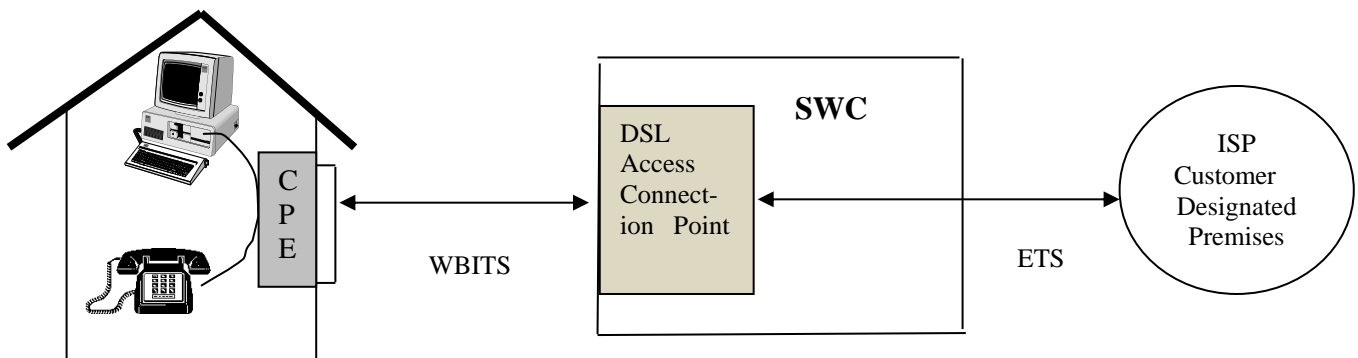 C
P
E
WBITS
DSL
Access
Connect-
ion Point
SWC
ETS
ISP
Customer
Designated
Premises